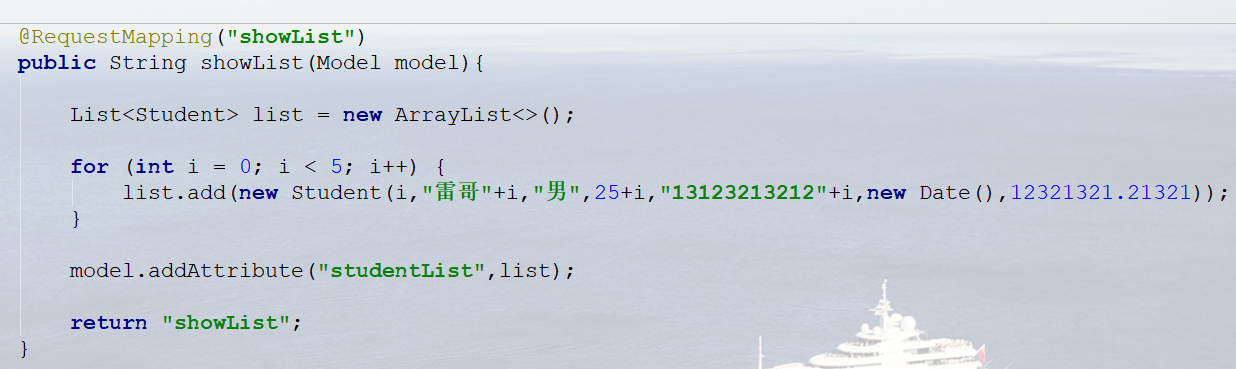 @RequestMapping("showList")
public String showList(Model model){
List<Student> list = new ArrayList<>();
for (int i = 0; i < 5; i++) {
list.add(new Student(i,"雷哥"+i,"男",25+i,"13123213212"+i,new Date(),12321321.21321));
}
model.addAttribute("studentList",list);
return "showList";
}